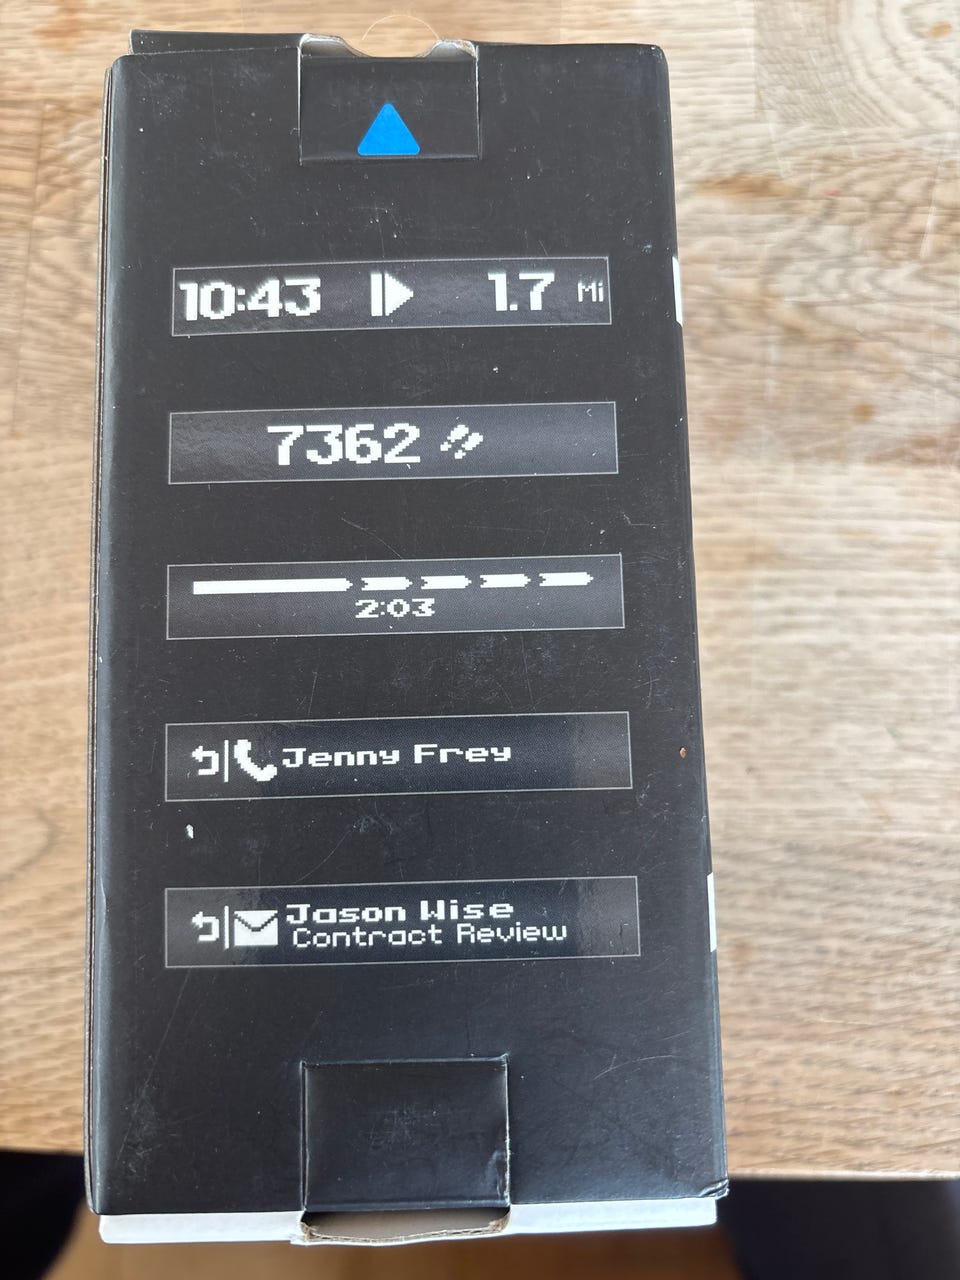 10:43 1.7 Mi
7362
2:03
Jenny Frey
Jason Wise
Contract Review